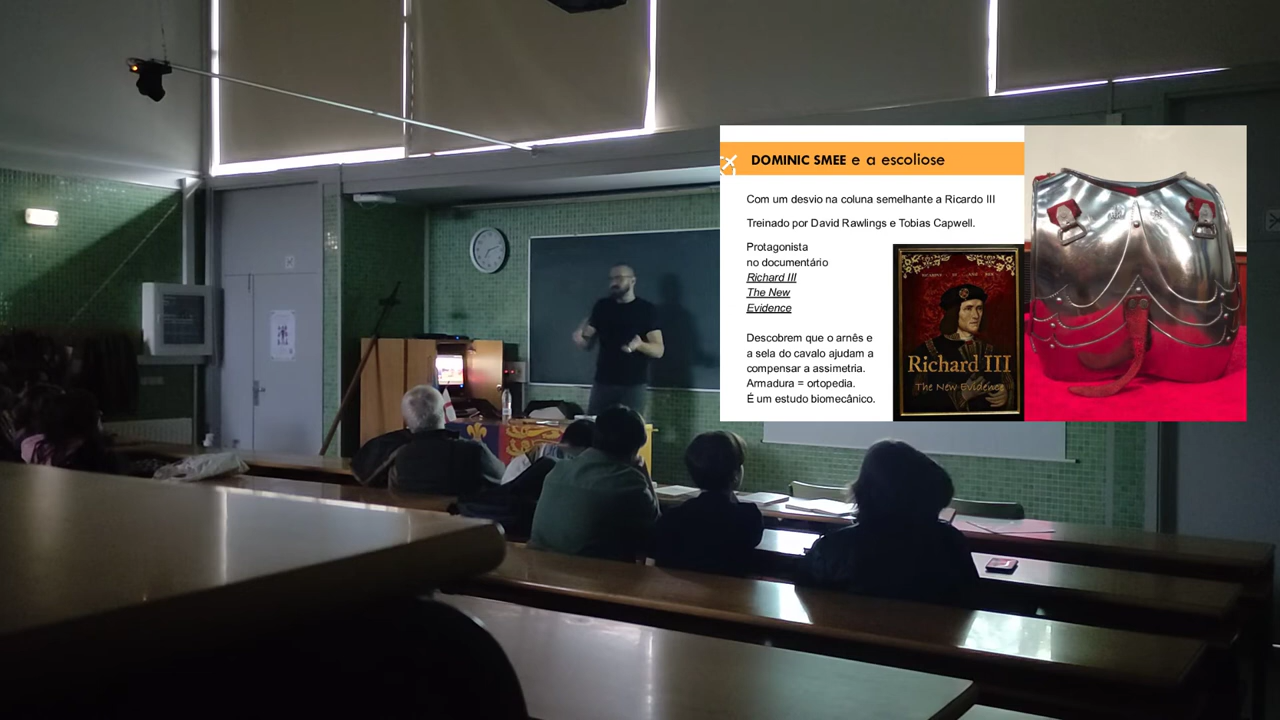 DOMINIC SMEE e a escoliose
Com um desvio na coluna semelhante a Ricardo III
Treinado por David Rawlings e Tobias Capwell.
Protagonista
no documentário
Richard III
The New
Evidence
Descobrem que o arnês e
a sela do cavalo ajudam a
compensar a assimetria.
Armadura = ortopedia.
É um estudo biomecânico.
Richard III
The New Evidence